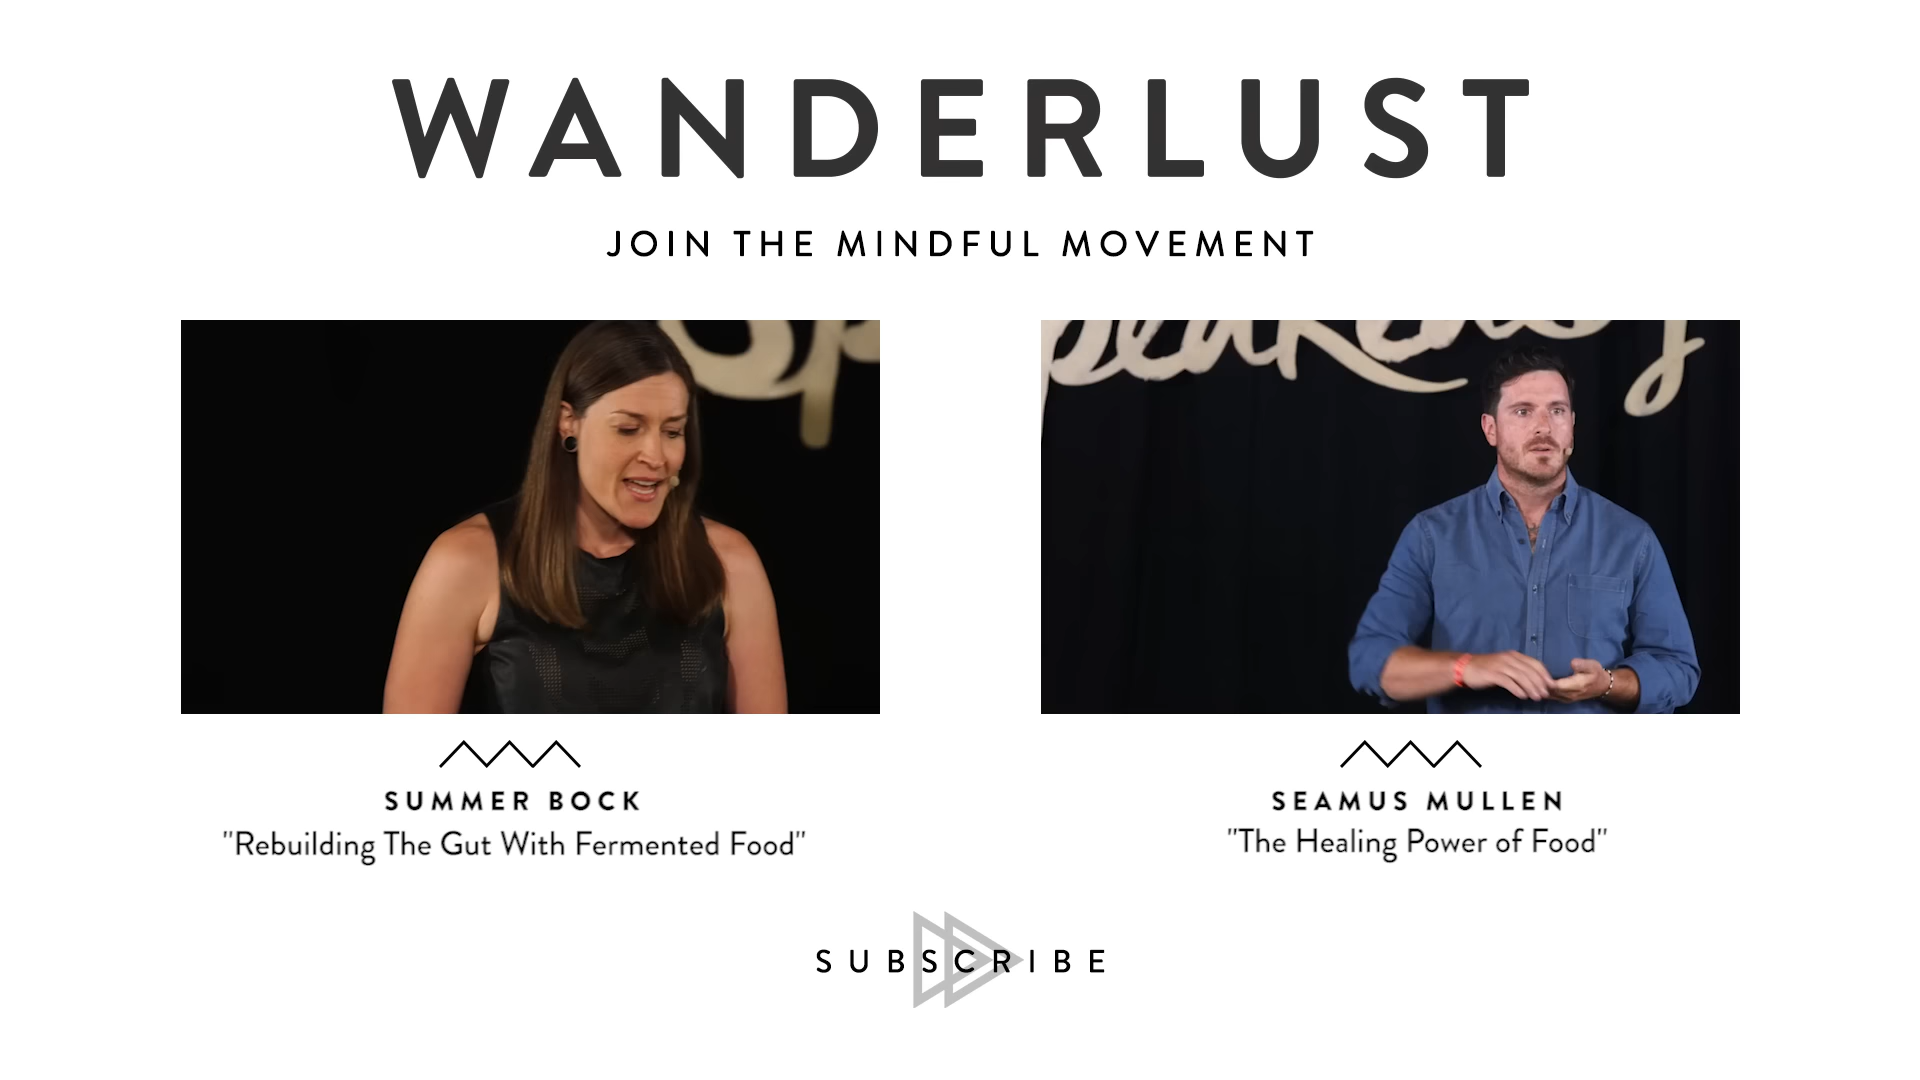 WANDERLUST
JOIN THE MINDFUL MOVEMENT
SUMMER BOCK
"Rebuilding The Gut With Fermented Food"
SEAMUS MULLEN
"The Healing Power of Food"
SUBSCRIBE